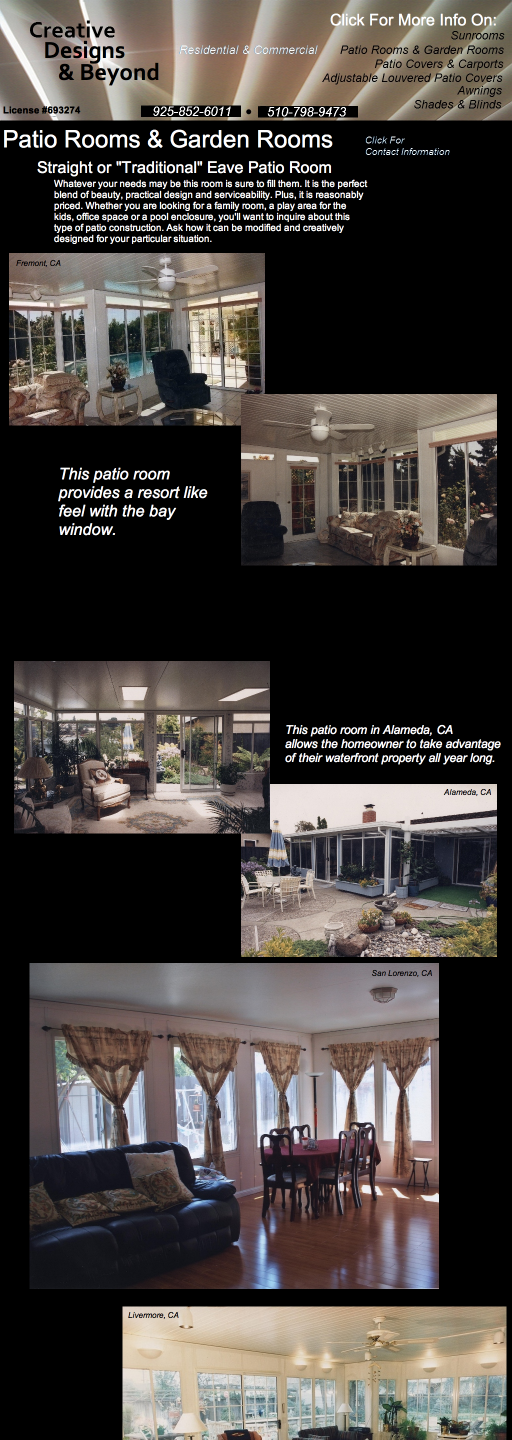 Creative
Designs
& Beyond
License #693274
Residential & Commercial
925-852-6011 • 510-798-9473
Click For More Info On:
Sunrooms
Patio Rooms & Garden Rooms
Patio Covers & Carports
Adjustable Louvered Patio Covers
Awnings
Shades & Blinds
Patio Rooms & Garden Rooms
Click For
Contact Information
Straight or "Traditional" Eave Patio Room
Whatever your needs may be this room is sure to fill them. It is the perfect
blend of beauty, practical design and serviceability. Plus, it is reasonably
priced. Whether you are looking for a family room, a play area for the
kids, office space or a pool enclosure, you'll want to inquire about this
type of patio construction. Ask how it can be modified and creatively
designed for your particular situation.
Fremont, CA
This patio room
provides a resort like
feel with the bay
window.
This patio room in Alameda, CA
allows the homeowner to take advantage
of their waterfront property all year long.
Alameda, CA
San Lorenzo, CA
Livermore, CA